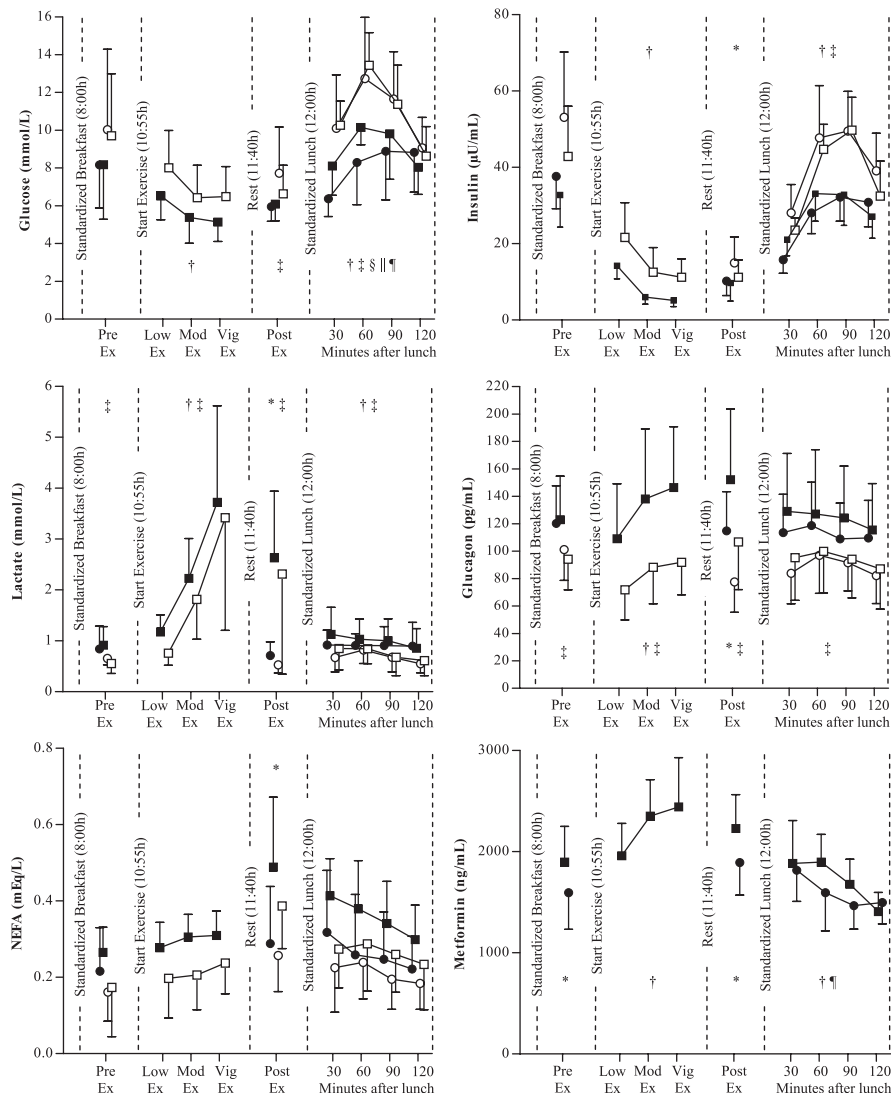 Glucose (mmol/L)
16
14
12
10
8
6
4
2
0
Standardized Breakfast (8:00h)
Start Exercise (10:55h)
Rest (11:40h)
Standardized Lunch (12:00h)
†
‡
† ‡ § || ¶
Pre Ex
Low Ex
Mod Ex
Vig Ex
Post Ex
30 60 90 120
Minutes after lunch
Insulin (µU/mL)
80
60
40
20
0
Standardized Breakfast (8:00h)
Start Exercise (10:55h)
Rest (11:40h)
Standardized Lunch (12:00h)
†
*
† ‡
Pre Ex
Low Ex
Mod Ex
Vig Ex
Post Ex
30 60 90 120
Minutes after lunch
Lactate (mmol/L)
6
5
4
3
2
1
0
Standardized Breakfast (8:00h)
Start Exercise (10:55h)
Rest (11:40h)
Standardized Lunch (12:00h)
‡
† ‡
* ‡
† ‡
Pre Ex
Low Ex
Mod Ex
Vig Ex
Post Ex
30 60 90 120
Minutes after lunch
Glucagon (pg/mL)
220
200
180
160
140
120
100
80
60
40
20
0
Standardized Breakfast (8:00h)
Start Exercise (10:55h)
Rest (11:40h)
Standardized Lunch (12:00h)
‡
† ‡
* ‡
‡
Pre Ex
Low Ex
Mod Ex
Vig Ex
Post Ex
30 60 90 120
Minutes after lunch
NEFA (mEq/L)
0.8
0.6
0.4
0.2
0.0
Standardized Breakfast (8:00h)
Start Exercise (10:55h)
Rest (11:40h)
Standardized Lunch (12:00h)
*
Pre Ex
Low Ex
Mod Ex
Vig Ex
Post Ex
30 60 90 120
Minutes after lunch
Metformin (ng/mL)
3000
2000
1000
0
Standardized Breakfast (8:00h)
Start Exercise (10:55h)
Rest (11:40h)
Standardized Lunch (12:00h)
*
†
*
† ¶
Pre Ex
Low Ex
Mod Ex
Vig Ex
Post Ex
30 60 90 120
Minutes after lunch